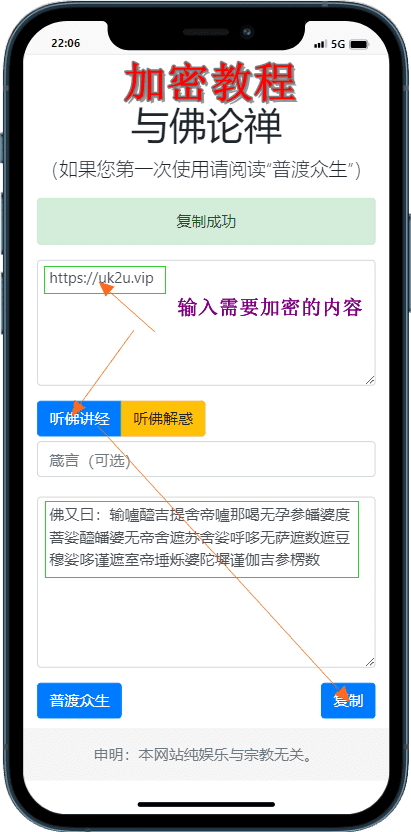 22:06 5G
加密教程
与佛论禅
（如果您第一次使用请阅读“普渡众生”）
复制成功
https://uk2u.vip
输入需要加密的内容
听佛讲经 听佛解惑
箴言（可选）
佛又曰：输嚧醯吉提舍帝嚧那喝无孕参皤婆度
菩娑醯皤婆无帝舍遮苏舍娑呼哆无萨遮数遮豆
穆娑哆谨遮室帝埵烁婆陀墀谨伽吉参楞数
普渡众生 复制
申明：本网站纯娱乐与宗教无关。